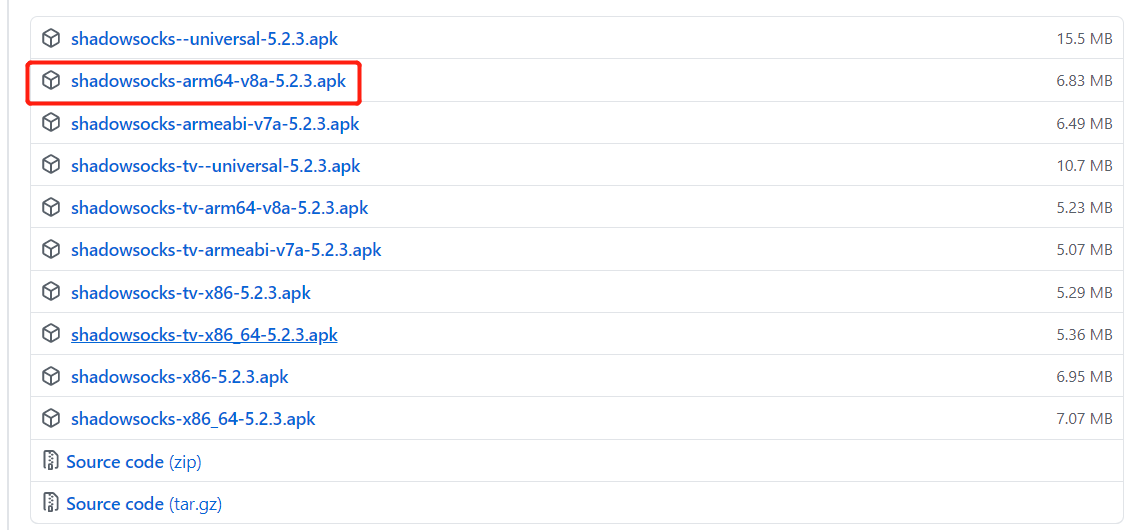 shadowsocks--universal-5.2.3.apk 15.5 MB
shadowsocks-arm64-v8a-5.2.3.apk 6.83 MB
shadowsocks-armeabi-v7a-5.2.3.apk 6.49 MB
shadowsocks-tv--universal-5.2.3.apk 10.7 MB
shadowsocks-tv-arm64-v8a-5.2.3.apk 5.23 MB
shadowsocks-tv-armeabi-v7a-5.2.3.apk 5.07 MB
shadowsocks-tv-x86-5.2.3.apk 5.29 MB
shadowsocks-tv-x86_64-5.2.3.apk 5.36 MB
shadowsocks-x86-5.2.3.apk 6.95 MB
shadowsocks-x86_64-5.2.3.apk 7.07 MB
Source code (zip)
Source code (tar.gz)